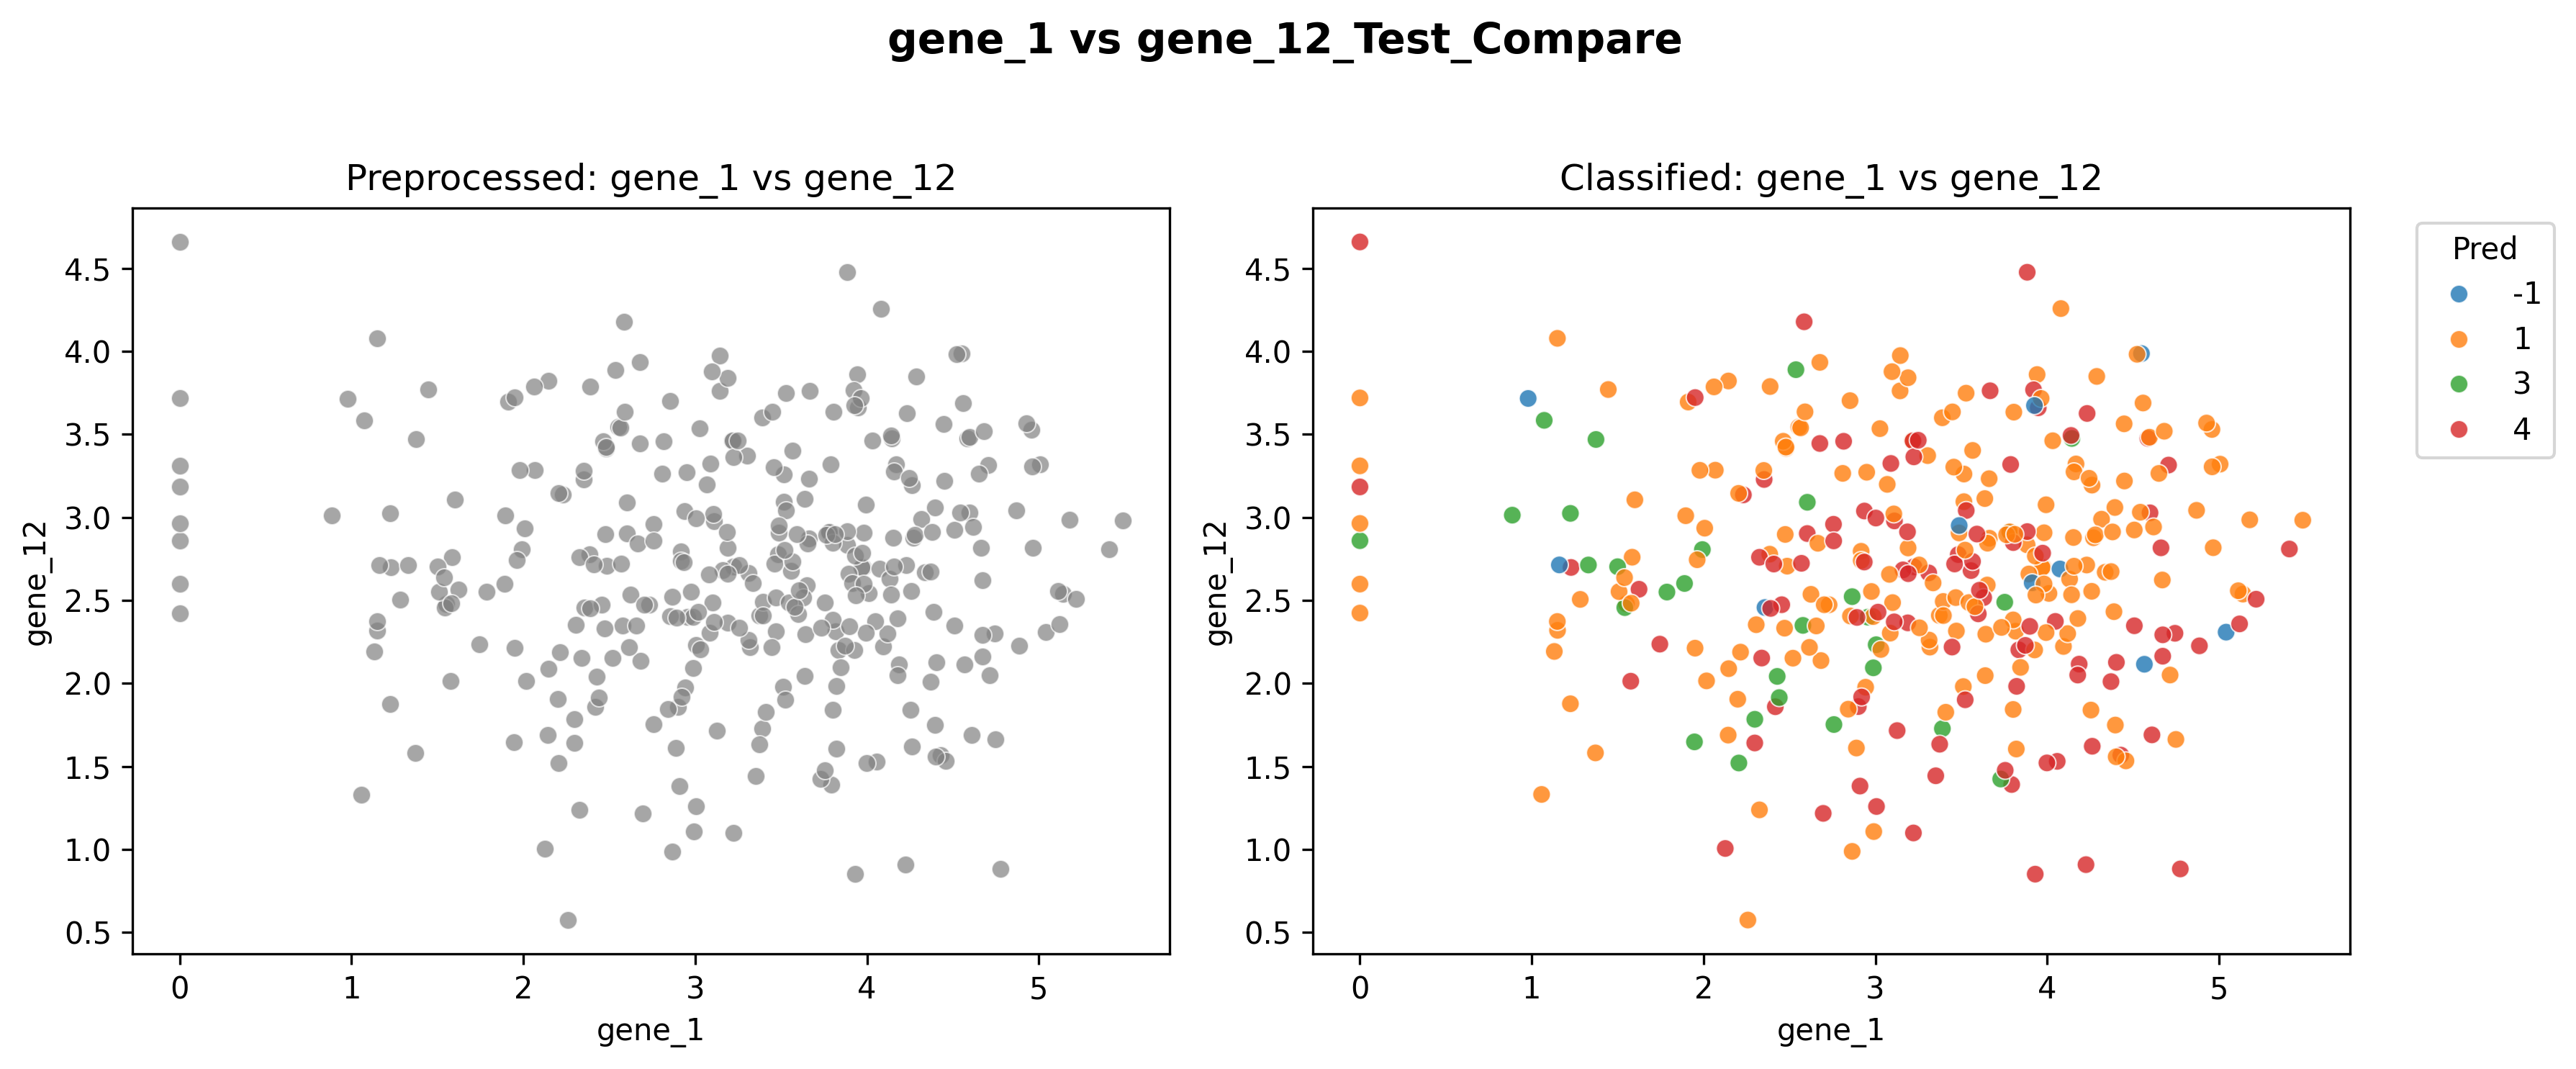 gene_1 vs gene_12_Test_Compare
Preprocessed: gene_1 vs gene_12
4.5
4.0
3.5
3.0
2.5
2.0
1.5
1.0
0.5
gene_12
0 1 2 3 4 5
gene_1
Classified: gene_1 vs gene_12
4.5
4.0
3.5
3.0
2.5
2.0
1.5
1.0
0.5
gene_12
0 1 2 3 4 5
gene_1
Pred
-1
1
3
4